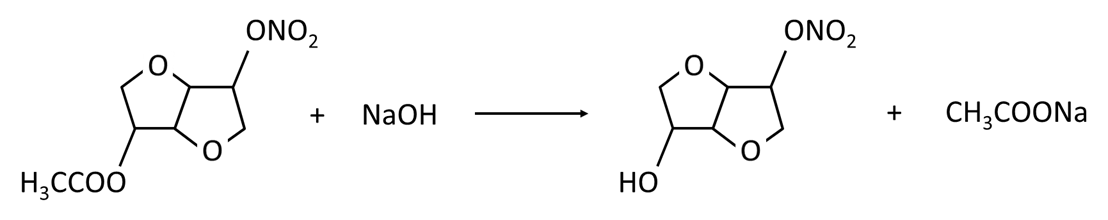 ONO₂
O
O
H₃CCOO
+
NaOH
ONO₂
O
O
HO
+
CH₃COONa